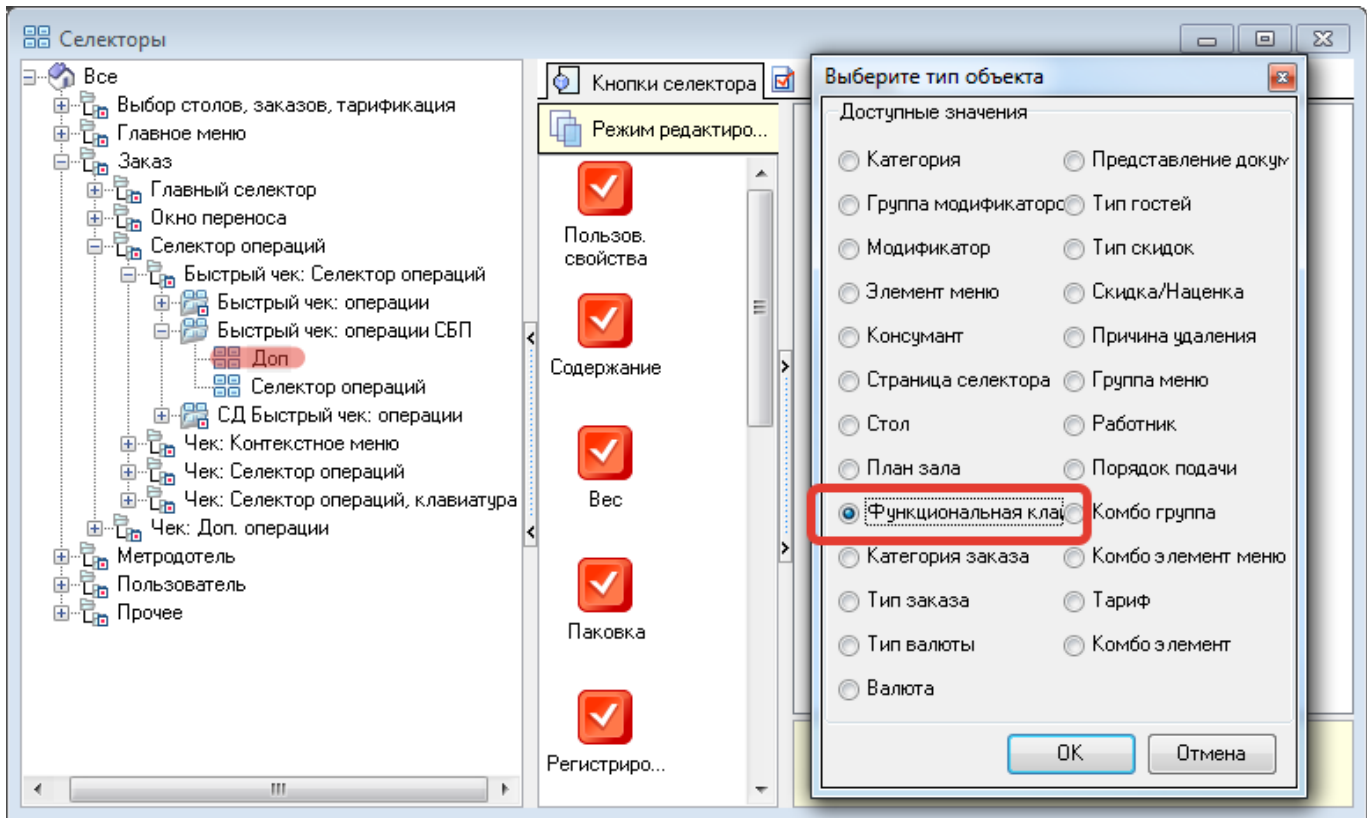 Селекторы
Все
Выбор столов, заказов, тарификация
Главное меню
Заказ
Главный селектор
Окно переноса
Селектор операций
Быстрый чек: Селектор операций
Быстрый чек: операции
Быстрый чек: операции СБП
Доп
Селектор операций
СД Быстрый чек: операции
Чек: Контекстное меню
Чек: Селектор операций
Чек: Селектор операций, клавиатура
Чек: Доп. операции
Метродотель
Пользователь
Прочее
Кнопки селектора
Режим редактиро...
Пользов.
свойства
Содержание
Вес
Паковка
Регистриро...
Выберите тип объекта
Доступные значения
Категория
Группа модификаторо
Модификатор
Элемент меню
Консумант
Страница селектора
Стол
План зала
Функциональная кла
Категория заказа
Тип заказа
Тип валюты
Валюта
Представление докум
Тип гостей
Тип скидок
Скидка/Наценка
Причина удаления
Группа меню
Работник
Порядок подачи
Комбо группа
Комбо элемент меню
Тариф
Комбо элемент
OK
Отмена